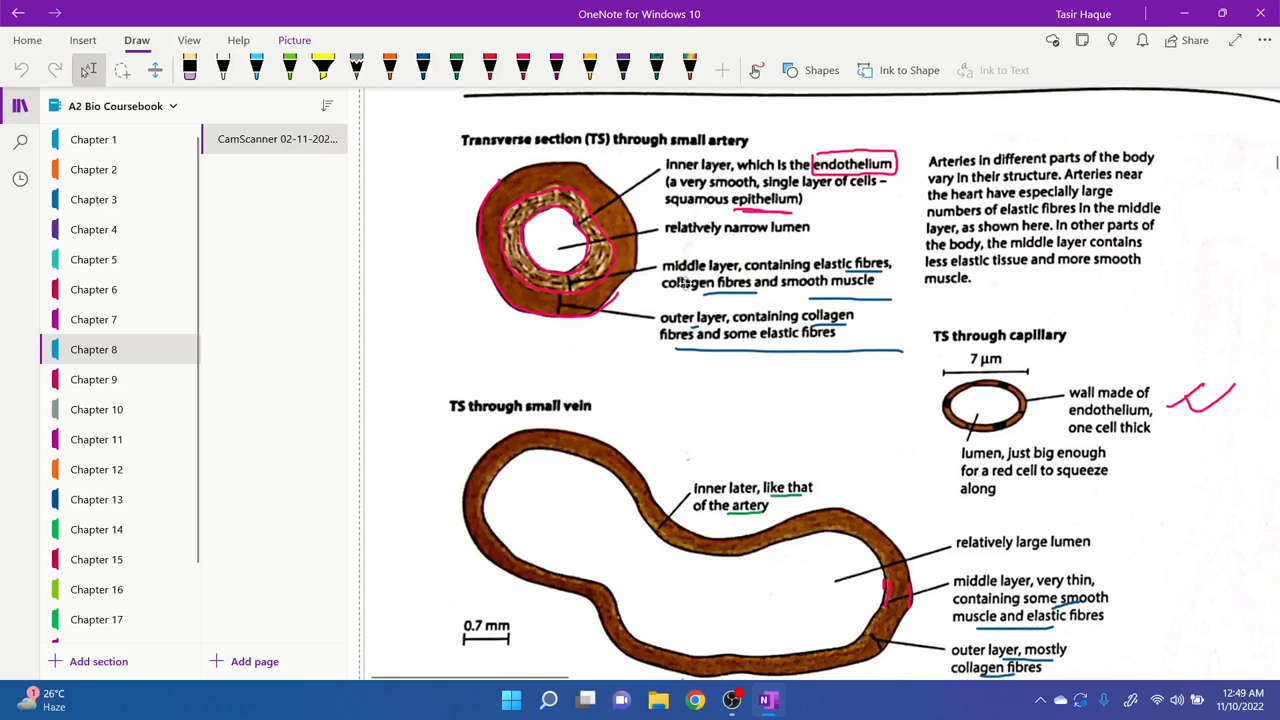 OneNote for Windows 10
Tasir Haque
Home
Insert
Draw
View
Help
Picture
Share
Shapes
Ink to Shape
Ink to Text
A2 Bio Coursebook
CamScanner 02-11-202...
Chapter 1
Chapter 2
Chapter 3
Chapter 4
Chapter 5
Chapter 6
Chapter 7
Chapter 8
Chapter 9
Chapter 10
Chapter 11
Chapter 12
Chapter 13
Chapter 14
Chapter 15
Chapter 16
Chapter 17
Add section
Add page
Transverse section (TS) through small artery
inner layer, which is the endothelium
(a very smooth, single layer of cells –
squamous epithelium)
relatively narrow lumen
middle layer, containing elastic fibres,
collagen fibres and smooth muscle
outer layer, containing collagen
fibres and some elastic fibres
Arteries in different parts of the body
vary in their structure. Arteries near
the heart have especially large
numbers of elastic fibres in the middle
layer, as shown here. In other parts of
the body, the middle layer contains
less elastic tissue and more smooth
muscle.
TS through capillary
7 μm
wall made of
endothelium,
one cell thick
lumen, just big enough
for a red cell to squeeze
along
TS through small vein
inner later, like that
of the artery
relatively large lumen
middle layer, very thin,
containing some smooth
muscle and elastic fibres
outer layer, mostly
collagen fibres
0.7 mm
1
26°C
Haze
12:49 AM
11/10/2022